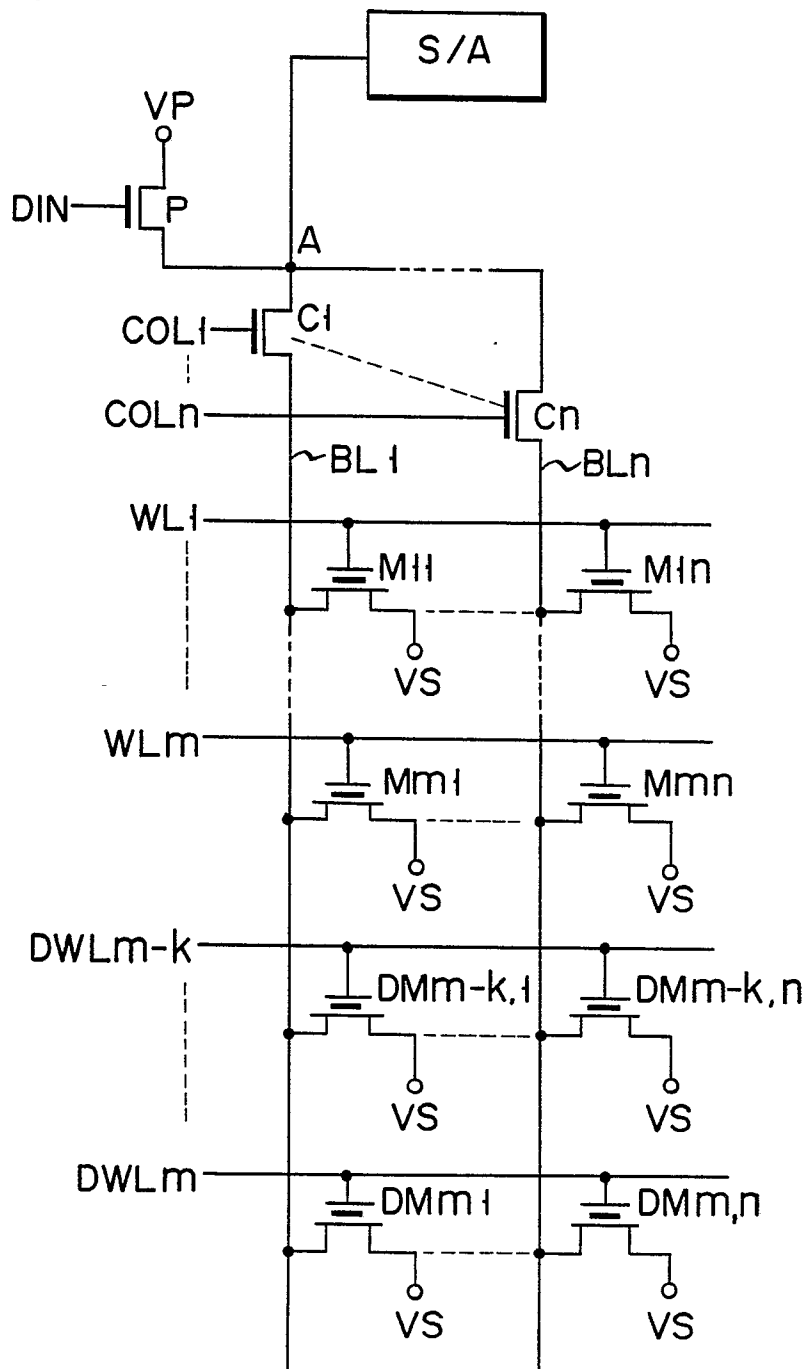 S/A
VP
DIN
P
A
COL1
C1
COLn
Cn
BL1
BLn
WL1
M11
M1n
VS
VS
WLm
Mm1
Mmn
VS
VS
DWLm-k
DMm-k,1
DMm-k,n
VS
VS
DWLm
DMm1
DMm,n
VS
VS